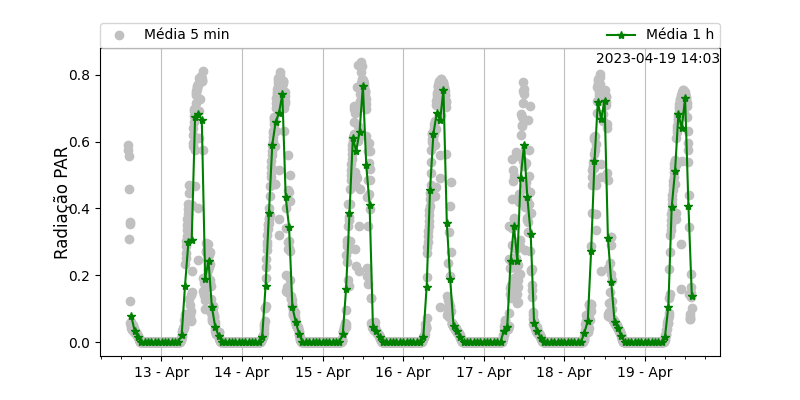 Média 5 min
Média 1 h
2023-04-19 14:03
Radiação PAR
0.8
0.6
0.4
0.2
0.0
13 - Apr
14 - Apr
15 - Apr
16 - Apr
17 - Apr
18 - Apr
19 - Apr